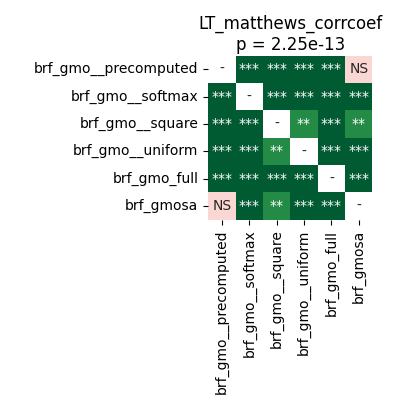 LT_matthews_corrcoef
p = 2.25e-13
brf_gmo__precomputed - *** *** *** *** NS
brf_gmo__softmax *** - *** *** *** ***
brf_gmo__square *** *** - ** *** **
brf_gmo__uniform *** *** ** - *** ***
brf_gmo_full *** *** *** *** - ***
brf_gmosa NS *** ** *** *** -
brf_gmo__precomputed
brf_gmo__softmax
brf_gmo__square
brf_gmo__uniform
brf_gmo_full
brf_gmosa